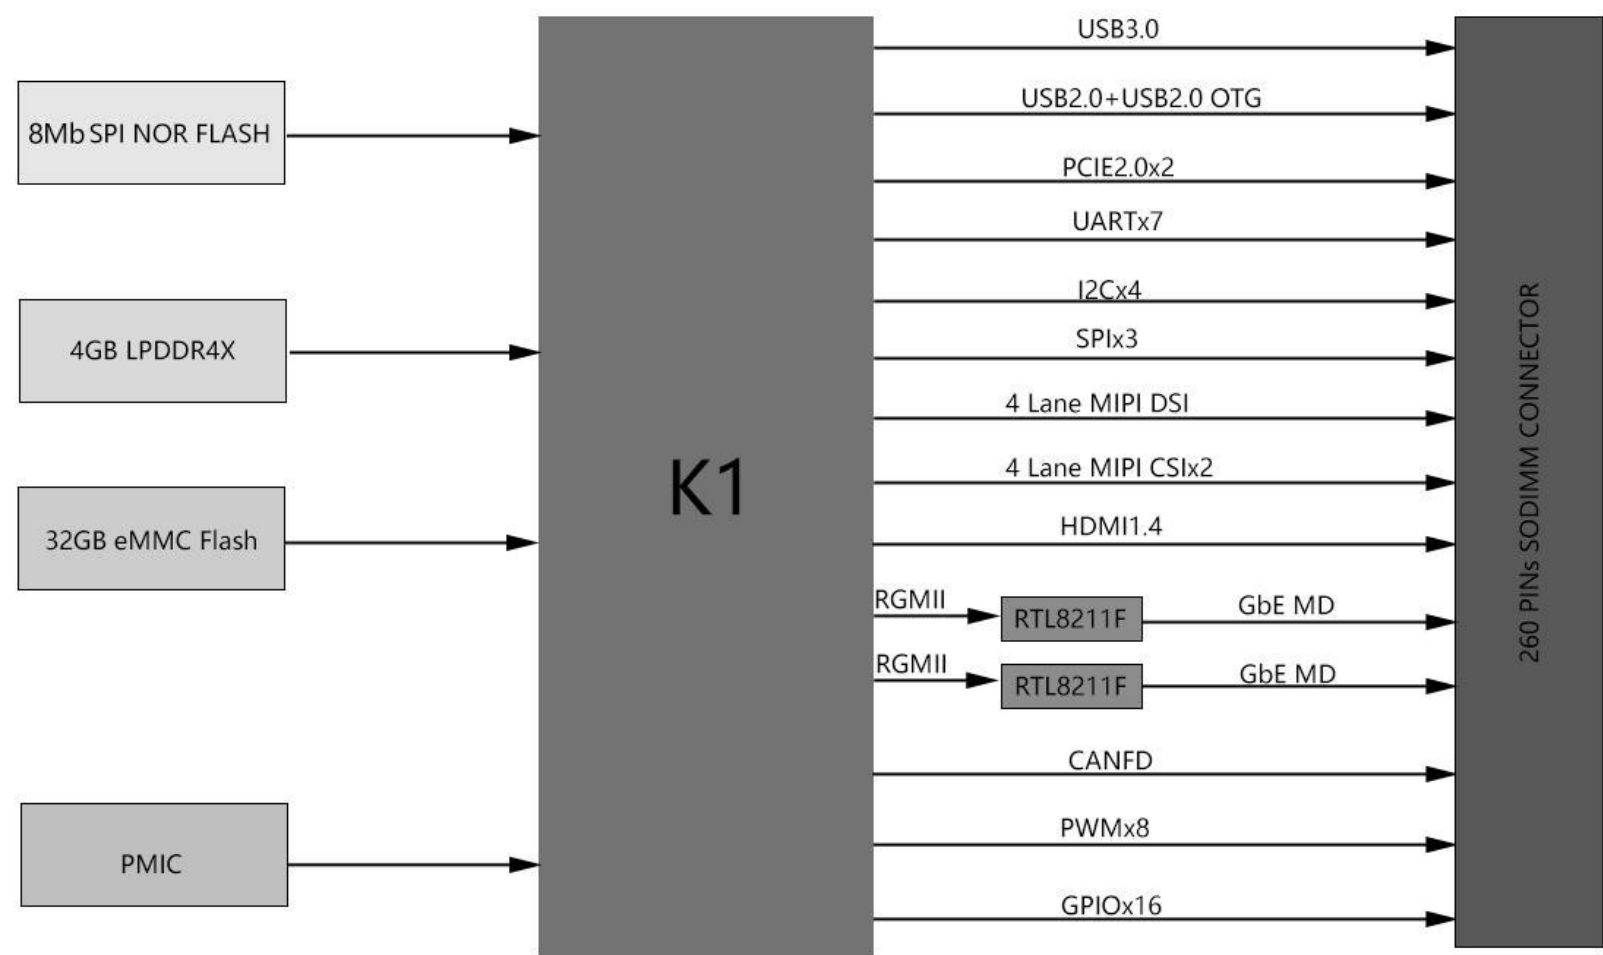 8Mb SPI NOR FLASH
4GB LPDDR4X
32GB eMMC Flash
PMIC
K1
USB3.0
USB2.0+USB2.0 OTG
PCIE2.0x2
UARTx7
I2Cx4
SPIx3
4 Lane MIPI DSI
4 Lane MIPI CSIx2
HDMI1.4
RGMII
RTL8211F
GbE MD
RGMII
RTL8211F
GbE MD
CANFD
PWMx8
GPIOx16
260 PINs SODIMM CONNECTOR